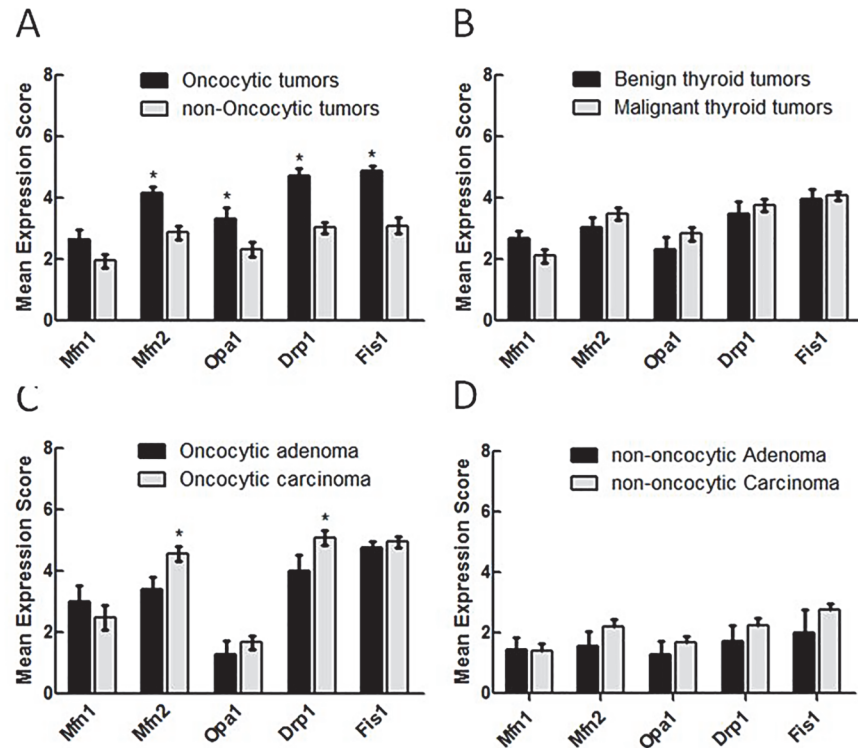 A
Mean Expression Score
8
6
4
2
0
Oncocytic tumors
non-Oncocytic tumors
*
*
*
*
Mfn1
Mfn2
Opa1
Drp1
Fis1
B
Mean Expression Score
8
6
4
2
0
Benign thyroid tumors
Malignant thyroid tumors
Mfn1
Mfn2
Opa1
Drp1
Fis1
C
Mean Expression Score
8
6
4
2
0
Oncocytic adenoma
Oncocytic carcinoma
*
*
Mfn1
Mfn2
Opa1
Drp1
Fis1
D
Mean Expression Score
8
6
4
2
0
non-oncocytic Adenoma
non-oncocytic Carcinoma
Mfn1
Mfn2
Opa1
Drp1
Fis1